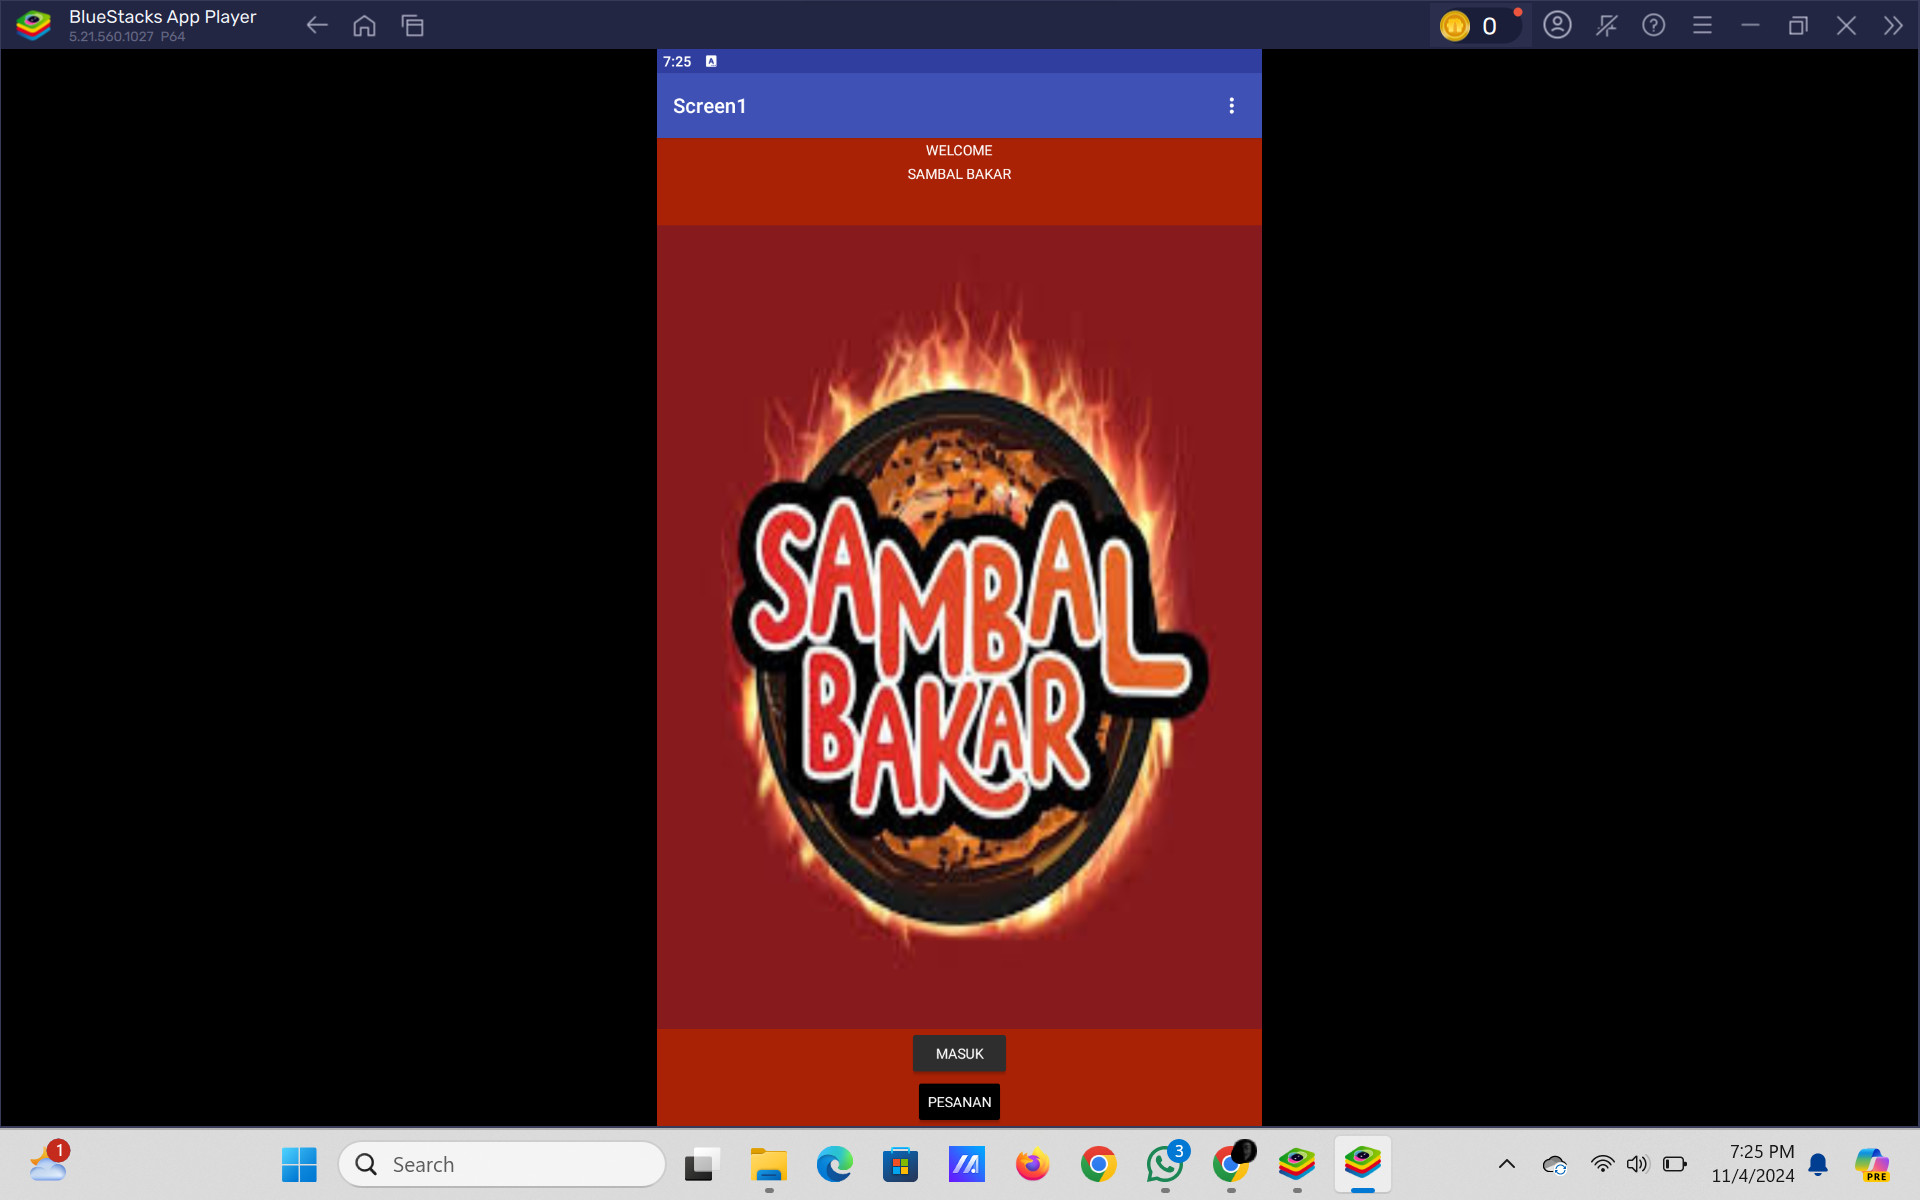 BlueStacks App Player
5.21.560.1027 P64
0
7:25
Screen1
WELCOME
SAMBAL BAKAR
SAMBAL
BAKAR
MASUK
PESANAN
1
Search
3
7:25 PM
11/4/2024
PRE